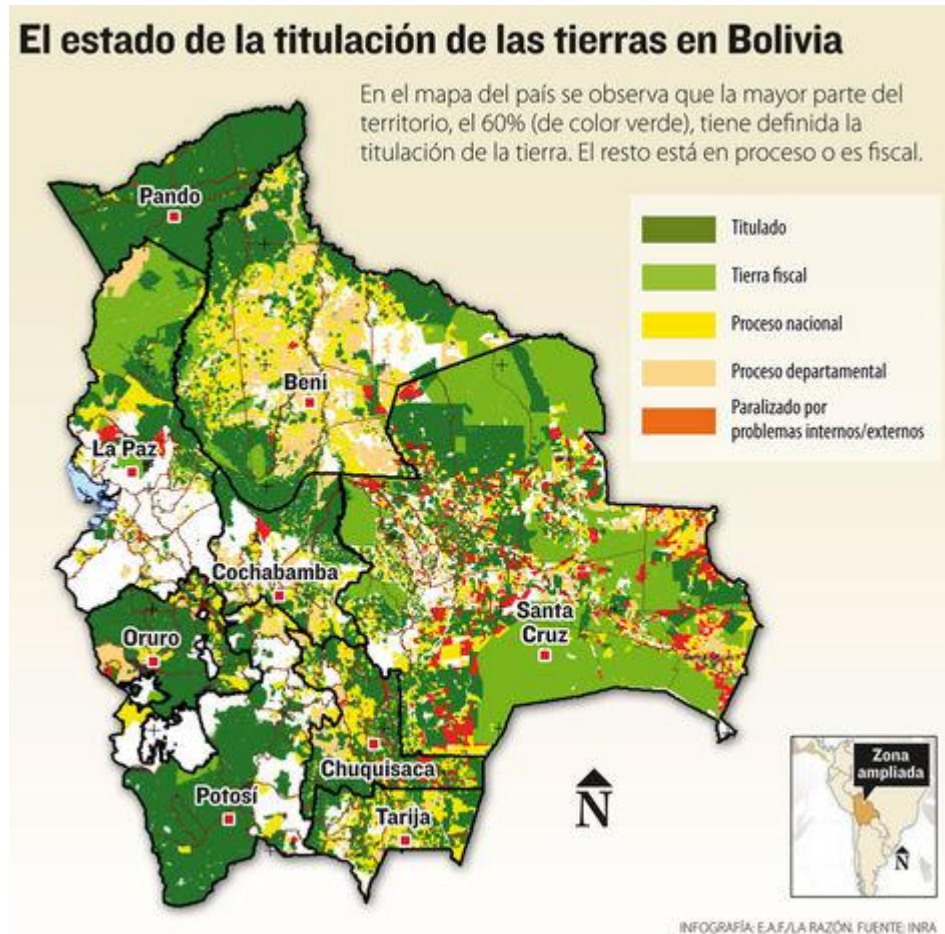 El estado de la titulación de las tierras en Bolivia
En el mapa del país se observa que la mayor parte del
territorio, el 60% (de color verde), tiene definida la
titulación de la tierra. El resto está en proceso o es fiscal.
Pando
Titulado
Tierra fiscal
Proceso nacional
Proceso departamental
Paralizado por
problemas internos/externos
Beni
La Paz
Cochabamba
Oruro
Santa
Cruz
Chuquisaca
Potosí
Tarija
N
Zona
ampliada
N
INFOGRAFÍA: E.A.F./LA RAZÓN. FUENTE: INRA